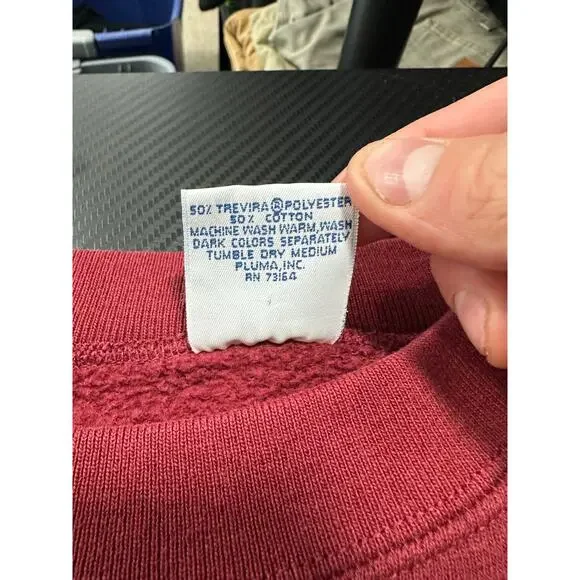 50% TREVIRA® POLYESTER
50% COTTON
MACHINE WASH WARM, WASH
DARK COLORS SEPARATELY
TUMBLE DRY MEDIUM
PLUMA, INC.
RN 73164